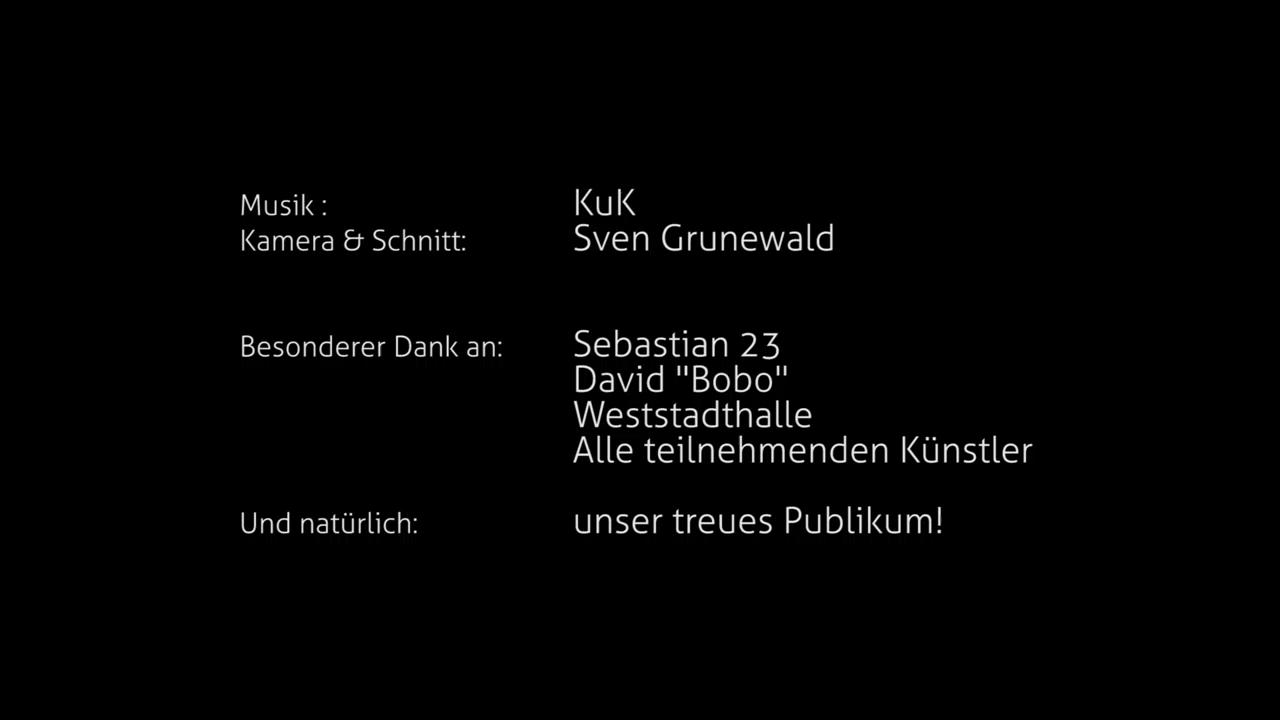 Musik : KuK
Kamera & Schnitt: Sven Grunewald
Besonderer Dank an: Sebastian 23
David "Bobo"
Weststadthalle
Alle teilnehmenden Künstler
Und natürlich: unser treues Publikum!